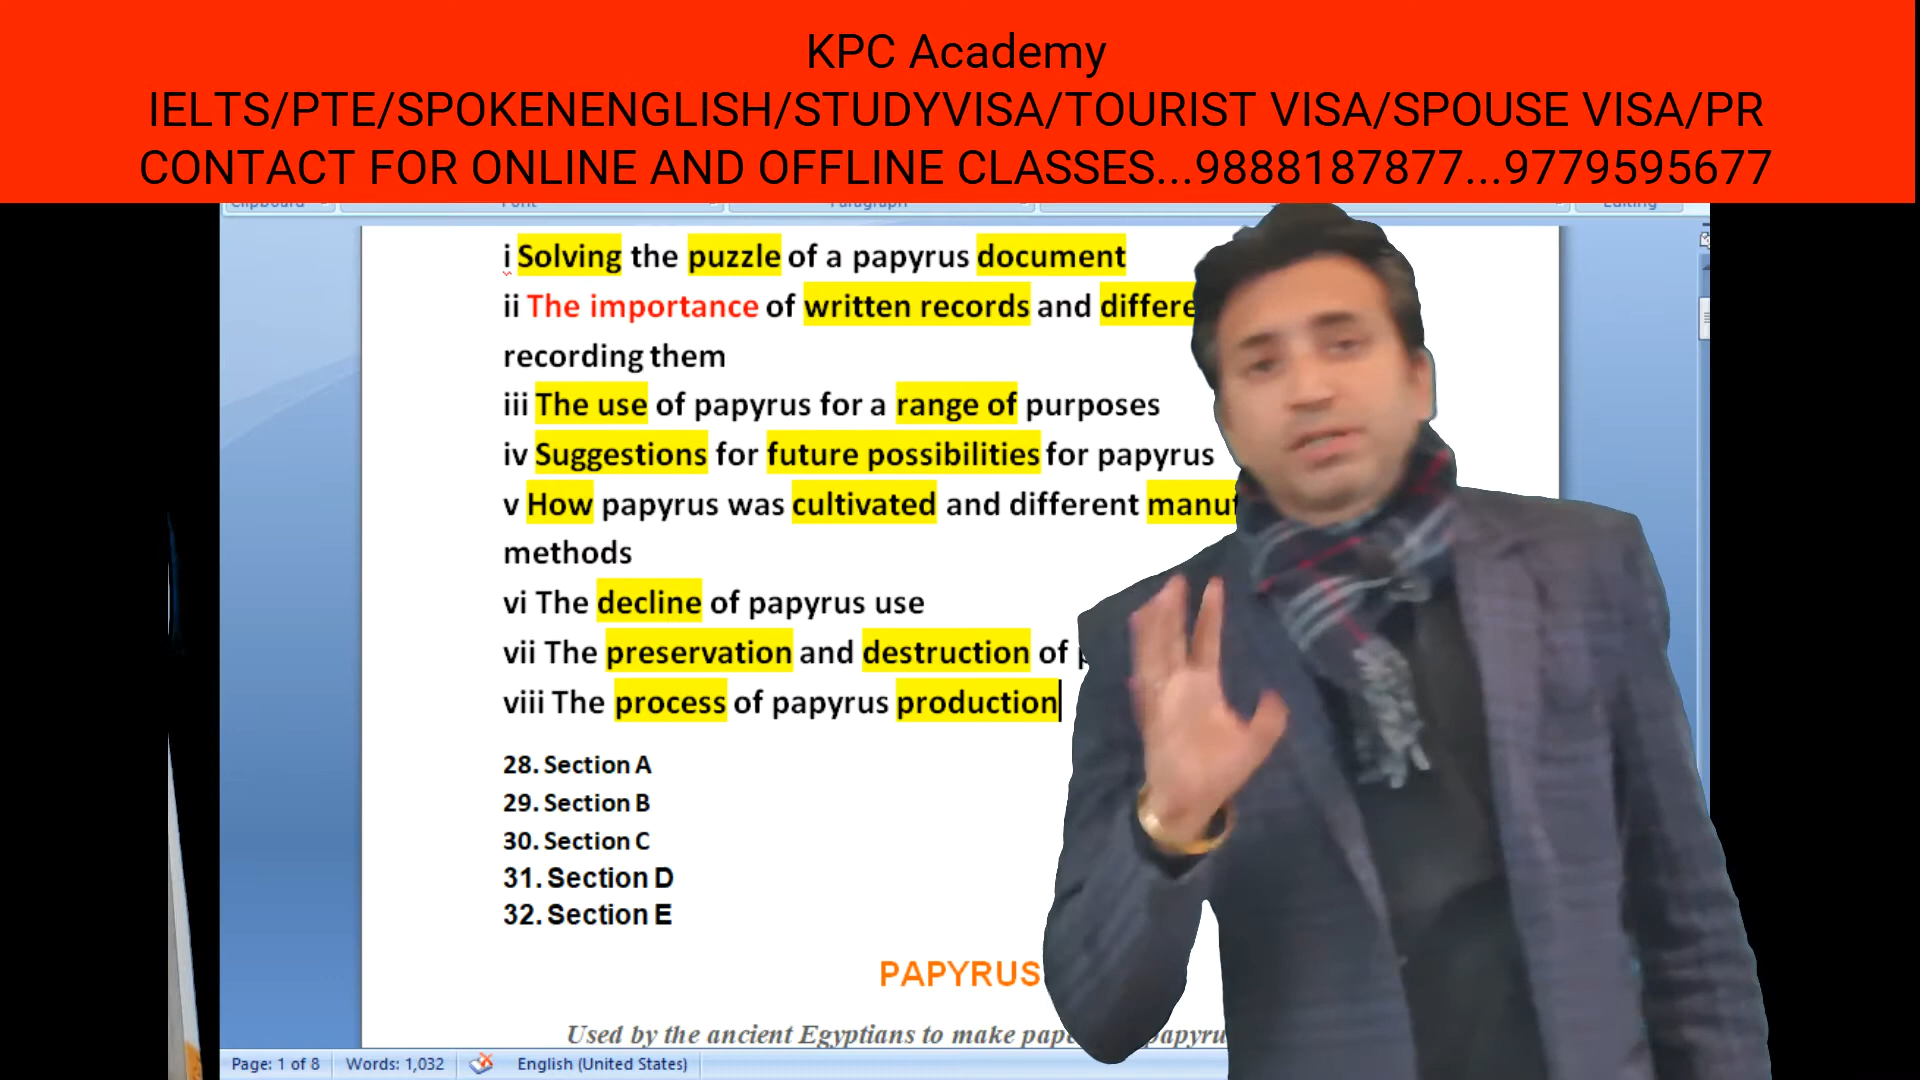 KPC Academy
IELTS/PTE/SPOKENENGLISH/STUDYVISA/TOURIST VISA/SPOUSE VISA/PR
CONTACT FOR ONLINE AND OFFLINE CLASSES...9888187877...9779595677
i Solving the puzzle of a papyrus document
ii The importance of written records and
recording them
iii The use of papyrus for a range of purposes
iv Suggestions for future possibilities for papyrus
v How papyrus was cultivated and different
methods
vi The decline of papyrus use
vii The preservation and destruction of
viii The process of papyrus production
28. Section A
29. Section B
30. Section C
31. Section D
32. Section E
PAPYRUS
Used by the ancient Egyptians to make
Page: 1 of 8 Words: 1,032 English (United States)